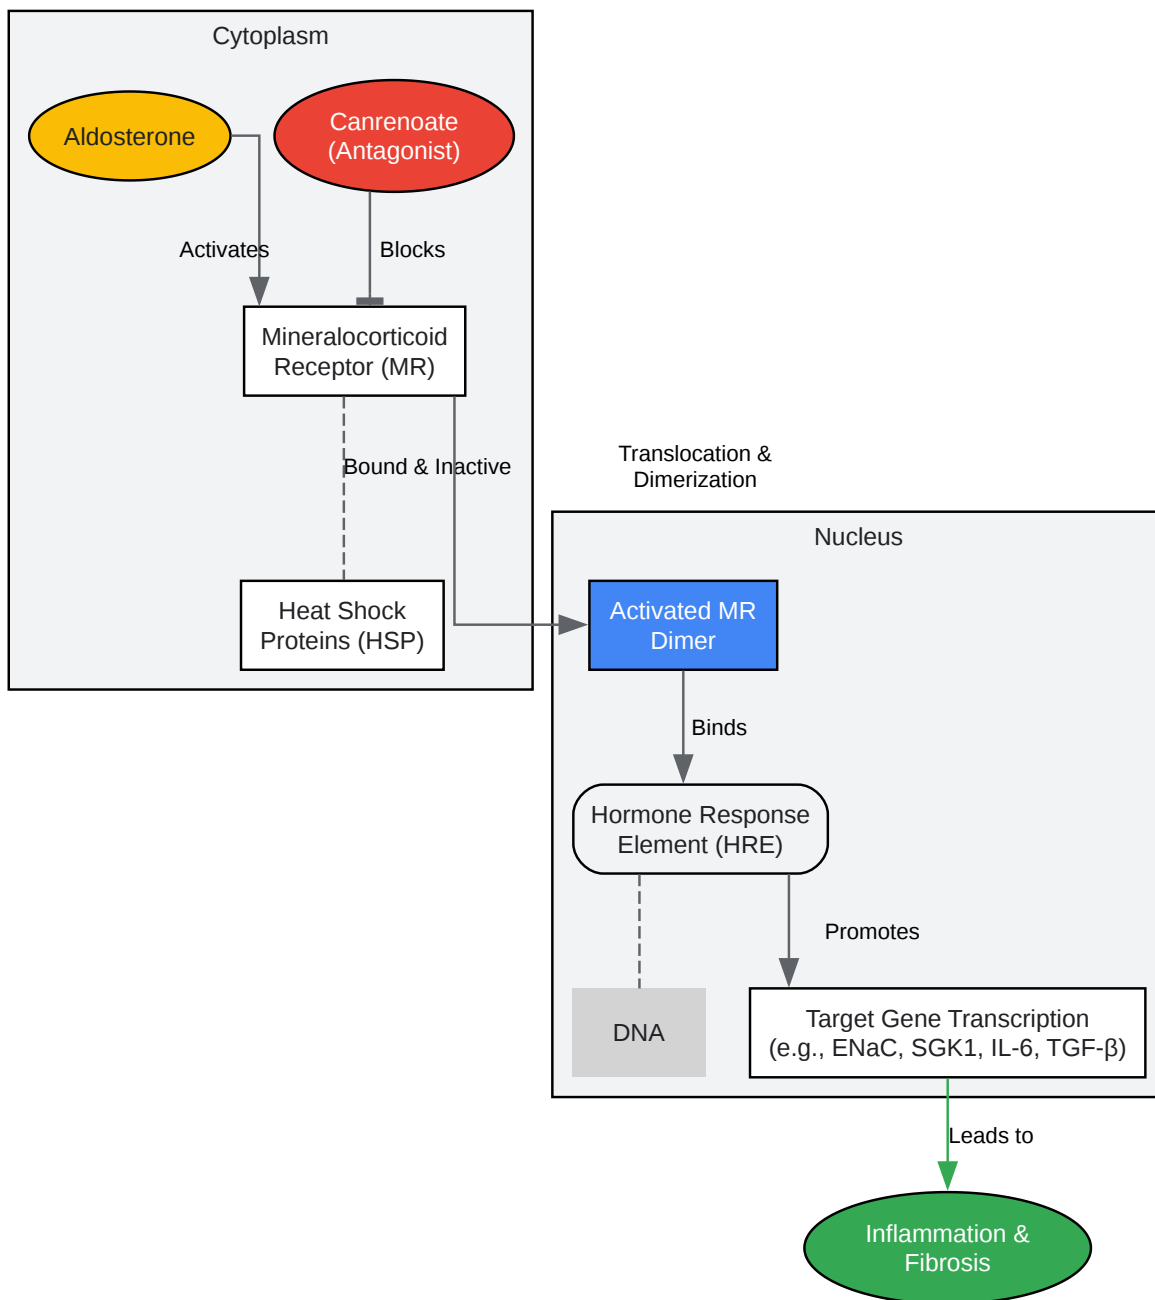 Cytoplasm
Aldosterone
Canrenoate
(Antagonist)
Activates
Blocks
Mineralocorticoid
Receptor (MR)
Bound & Inactive
Heat Shock
Proteins (HSP)
Translocation &
Dimerization
Nucleus
Activated MR
Dimer
Binds
Hormone Response
Element (HRE)
Promotes
DNA
Target Gene Transcription
(e.g., ENaC, SGK1, IL-6, TGF-β)
Leads to
Inflammation &
Fibrosis